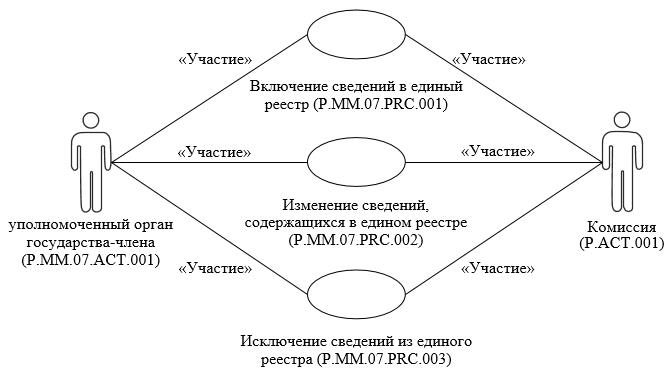 «Участие»
«Участие»
Включение сведений в единый
реестр (P.MM.07.PRC.001)
«Участие»
«Участие»
Изменение сведений,
содержащихся в едином реестре
(P.MM.07.PRC.002)
уполномоченный орган
государства-члена
(P.MM.07.ACT.001)
Комиссия
(P.ACT.001)
«Участие»
«Участие»
Исключение сведений из единого
реестра (P.MM.07.PRC.003)